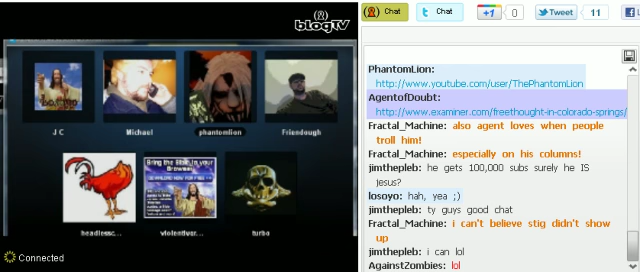 blogTV
J C
Michael
phantomlion
Friendough
headlessc...
violentiver...
turbo
Connected
Chat
Chat
+1
0
Tweet
11
PhantomLion:
http://www.youtube.com/user/ThePhantomLion
AgentofDoubt:
http://www.examiner.com/freethought-in-colorado-springs/
Fractal_Machine: also agent loves when people
troll him!
Fractal_Machine: especially on his columns!
jimthepleb: he gets 100,000 subs surely he IS
jesus?
losoyo: hah, yea ;)
jimthepleb: ty guys good chat
Fractal_Machine: i can't believe stig didn't show
up
jimthepleb: i can lol
AgainstZombies: lol